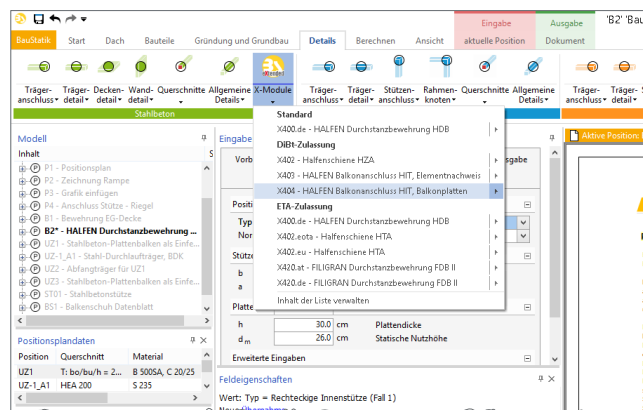 Eingabe
Ausgabe
'B2' 'Bau
BauStatik
Start
Dach
Bauteile
Gründung und Grundbau
Details
Berechnen
Ansicht
aktuelle Position
Dokument
Träger-
anschluss
Träger-
detail
Decken-
detail
Wand-
detail
Querschnitte
Allgemeine
Details
X-Module
Träger-
anschluss
Träger-
detail
Stützen-
anschluss
Rahmen-
knoten
Querschnitte
Allgemeine
Details
Träger-
anschluss
Träger-
detail
Stahlbeton
Modell
Inhalt
S
P1 - Positionsplan
P2 - Zeichnung Rampe
P3 - Grafik einfügen
P4 - Anschluss Stütze - Riegel
B1 - Bewehrung EG-Decke
B2* - HALFEN Durchstanzbewehrung ...
UZ1 - Stahlbeton-Plattenbalken als Einfe...
UZ-1_A1 - Stahl-Durchlaufträger, BDK
UZ2 - Abfangträger für UZ1
UZ3 - Stahlbeton-Plattenbalken als Einfe...
ST01 - Stahlbetonstütze
BS1 - Balkenschuh Datenblatt
Positionsplandaten
Position
Querschnitt
Material
UZ1
T: bo/bu/h = 2...
B 500SA, C 20/25
UZ-1_A1
HEA 200
S 235
Eingabe
Vorb
sgabe
Positi
Typ
Nor
Stütze
b
a
Platte
h
30.0 cm
Plattendicke
dm
26.0 cm
Statische Nutzhöhe
Erweiterte Eingaben
Feldeigenschaften
Wert: Typ = Rechteckige Innenstütze (Fall 1)
Standard
X400.de - HALFEN Durchstanzbewehrung HDB
DiBt-Zulassung
X402 - Halfenschiene HZA
X403 - HALFEN Balkonanschluss HIT, Elementnachweis
X404 - HALFEN Balkonanschluss HIT, Balkonplatten
ETA-Zulassung
X400.de - HALFEN Durchstanzbewehrung HDB
X402.eota - Halfenschiene HTA
X402.eu - Halfenschiene HTA
X420.at - FILIGRAN Durchstanzbewehrung FDB II
X420.de - FILIGRAN Durchstanzbewehrung FDB II
Inhalt der Liste verwalten
Aktive Position: